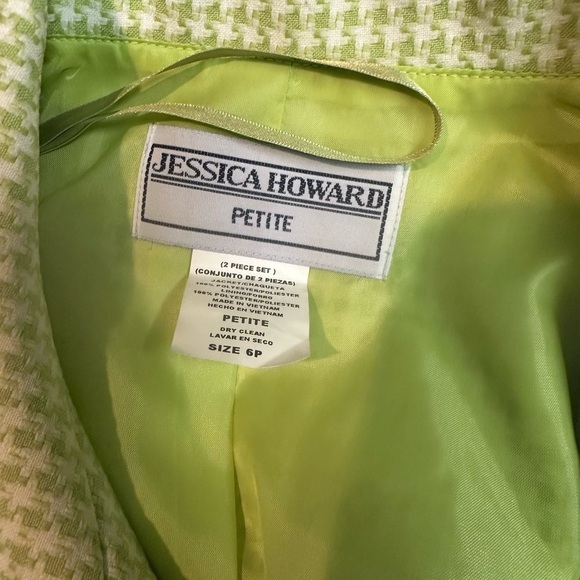 JESSICA HOWARD
PETITE
(2 PIECE SET)
(CONJUNTO DE 2 PIEZAS)
JACKET/CHAQUETA
100% POLYESTER/POLIESTER
LINING/FORRO
100% POLYESTER/POLIESTER
MADE IN VIETNAM
HECHO EN VIETNAM
PETITE
DRY CLEAN
LAVAR EN SECO
SIZE 6P